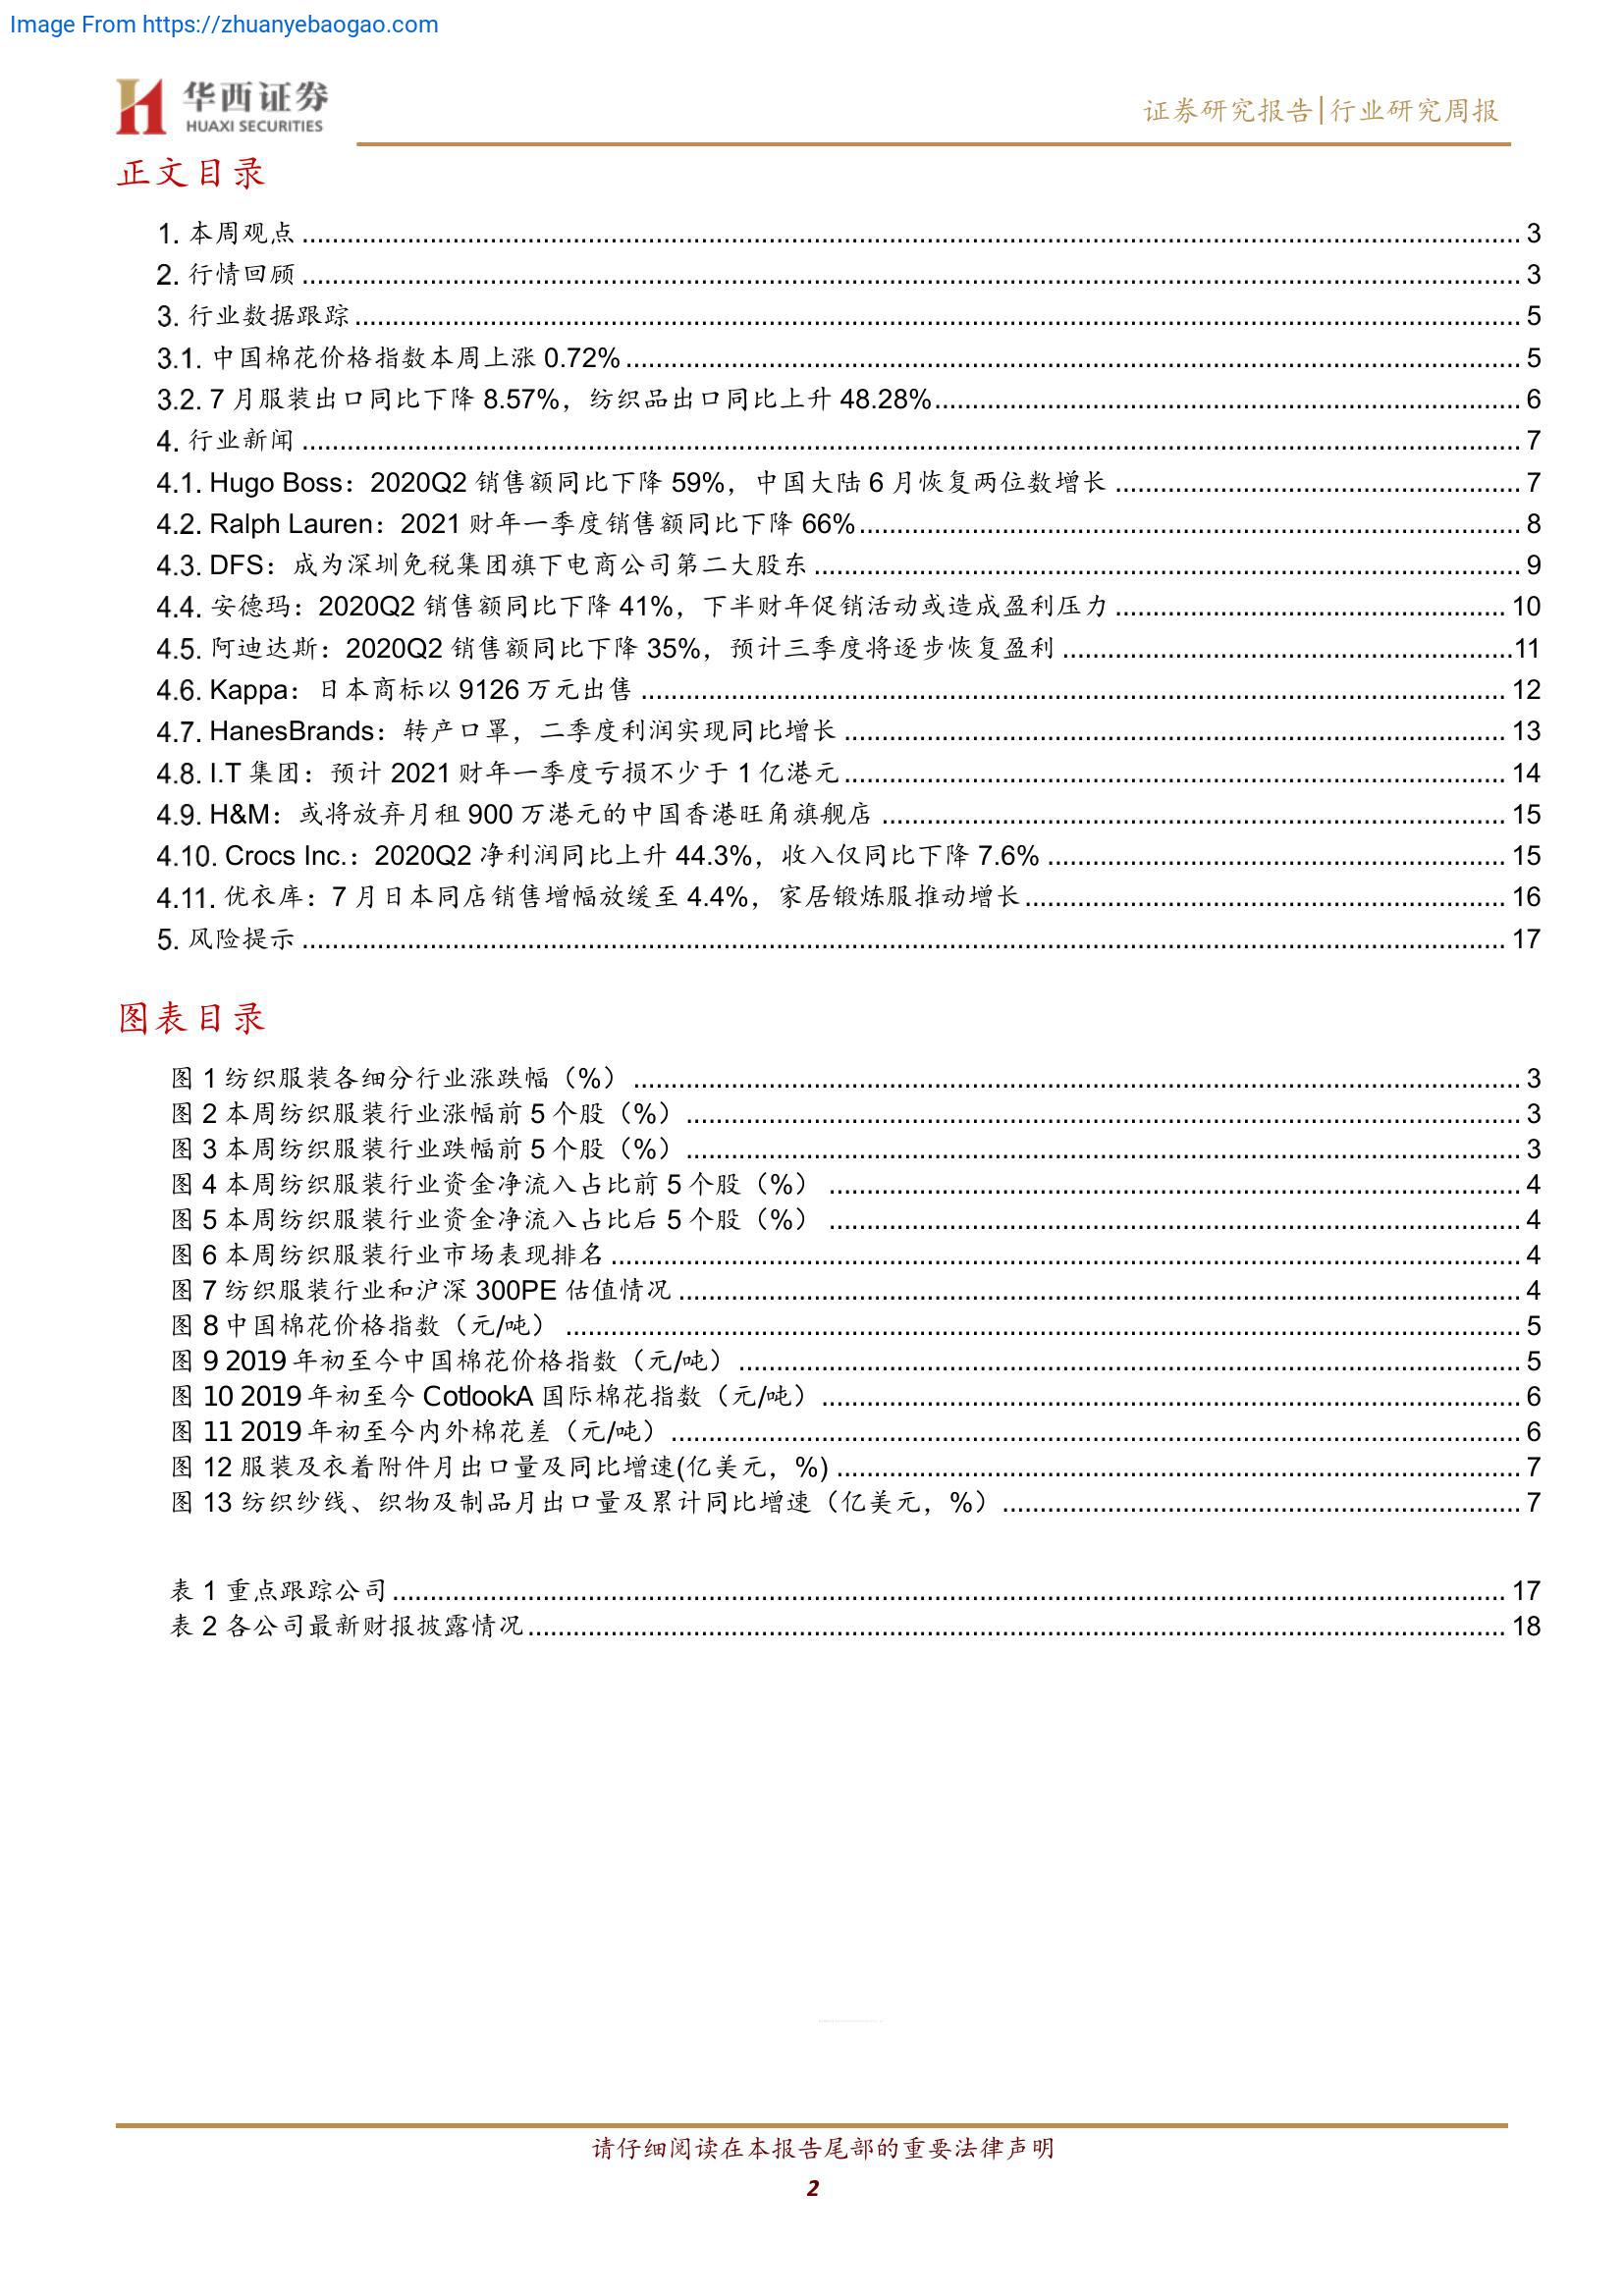 Image From https://zhuanyebaogao.com
华西证券
HUAXI SECURITIES
证券研究报告|行业研究周报
正文目录
1. 本周观点 3
2. 行情回顾 3
3. 行业数据跟踪 5
3.1. 中国棉花价格指数本周上涨 0.72% 5
3.2. 7 月服装出口同比下降 8.57%，纺织品出口同比上升 48.28% 6
4. 行业新闻 7
4.1. Hugo Boss：2020Q2 销售额同比下降 59%，中国大陆 6 月恢复两位数增长 7
4.2. Ralph Lauren：2021 财年一季度销售额同比下降 66% 8
4.3. DFS：成为深圳免税集团旗下电商公司第二大股东 9
4.4. 安德玛：2020Q2 销售额同比下降 41%，下半财年促销活动或造成盈利压力 10
4.5. 阿迪达斯：2020Q2 销售额同比下降 35%，预计三季度将逐步恢复盈利 11
4.6. Kappa：日本商标以 9126 万元出售 12
4.7. HanesBrands：转产口罩，二季度利润实现同比增长 13
4.8. I.T 集团：预计 2021 财年一季度亏损不少于 1 亿港元 14
4.9. H&M：或将放弃月租 900 万港元的中国香港旺角旗舰店 15
4.10. Crocs Inc.：2020Q2 净利润同比上升 44.3%，收入仅同比下降 7.6% 15
4.11. 优衣库：7 月日本同店销售增幅放缓至 4.4%，家居锻炼服推动增长 16
5. 风险提示 17
图表目录
图 1 纺织服装各细分行业涨跌幅（%） 3
图 2 本周纺织服装行业涨幅前 5 个股（%） 3
图 3 本周纺织服装行业跌幅前 5 个股（%） 3
图 4 本周纺织服装行业资金净流入占比前 5 个股（%） 4
图 5 本周纺织服装行业资金净流入占比后 5 个股（%） 4
图 6 本周纺织服装行业市场表现排名 4
图 7 纺织服装行业和沪深 300PE 估值情况 4
图 8 中国棉花价格指数（元/吨） 5
图 9 2019 年初至今中国棉花价格指数（元/吨） 5
图 10 2019 年初至今 CotlookA 国际棉花指数（元/吨） 6
图 11 2019 年初至今内外棉花差（元/吨） 6
图 12 服装及衣着附件月出口量及同比增速(亿美元，%) 7
图 13 纺织纱线、织物及制品月出口量及累计同比增速（亿美元，%） 7
表 1 重点跟踪公司 17
表 2 各公司最新财报披露情况 18
请仔细阅读在本报告尾部的重要法律声明
2